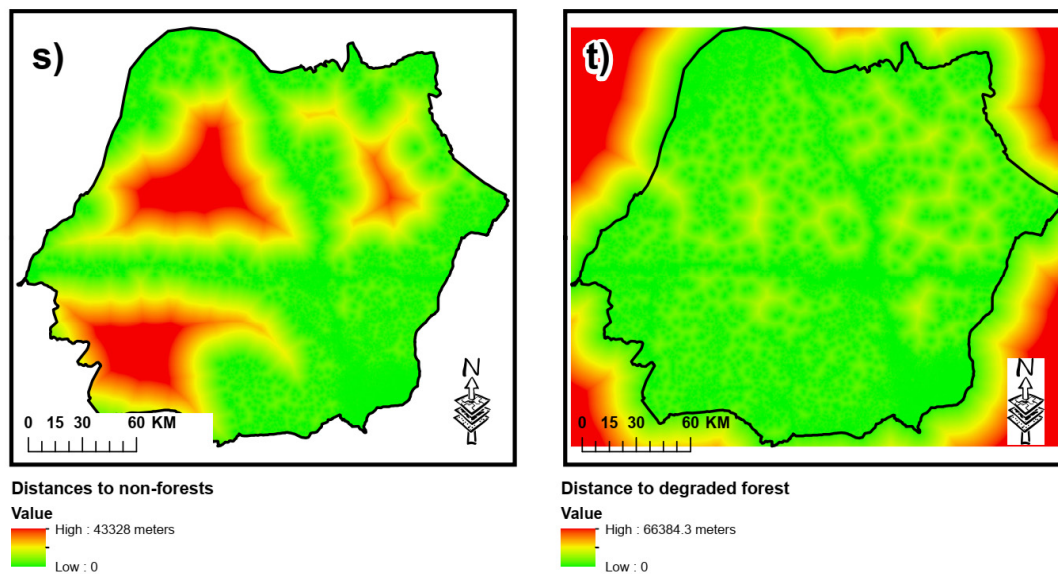 s)
N
0 15 30 60 KM
Distances to non-forests
Value
High : 43328 meters
Low : 0
t)
N
0 15 30 60 KM
Distance to degraded forest
Value
High : 66384.3 meters
Low : 0